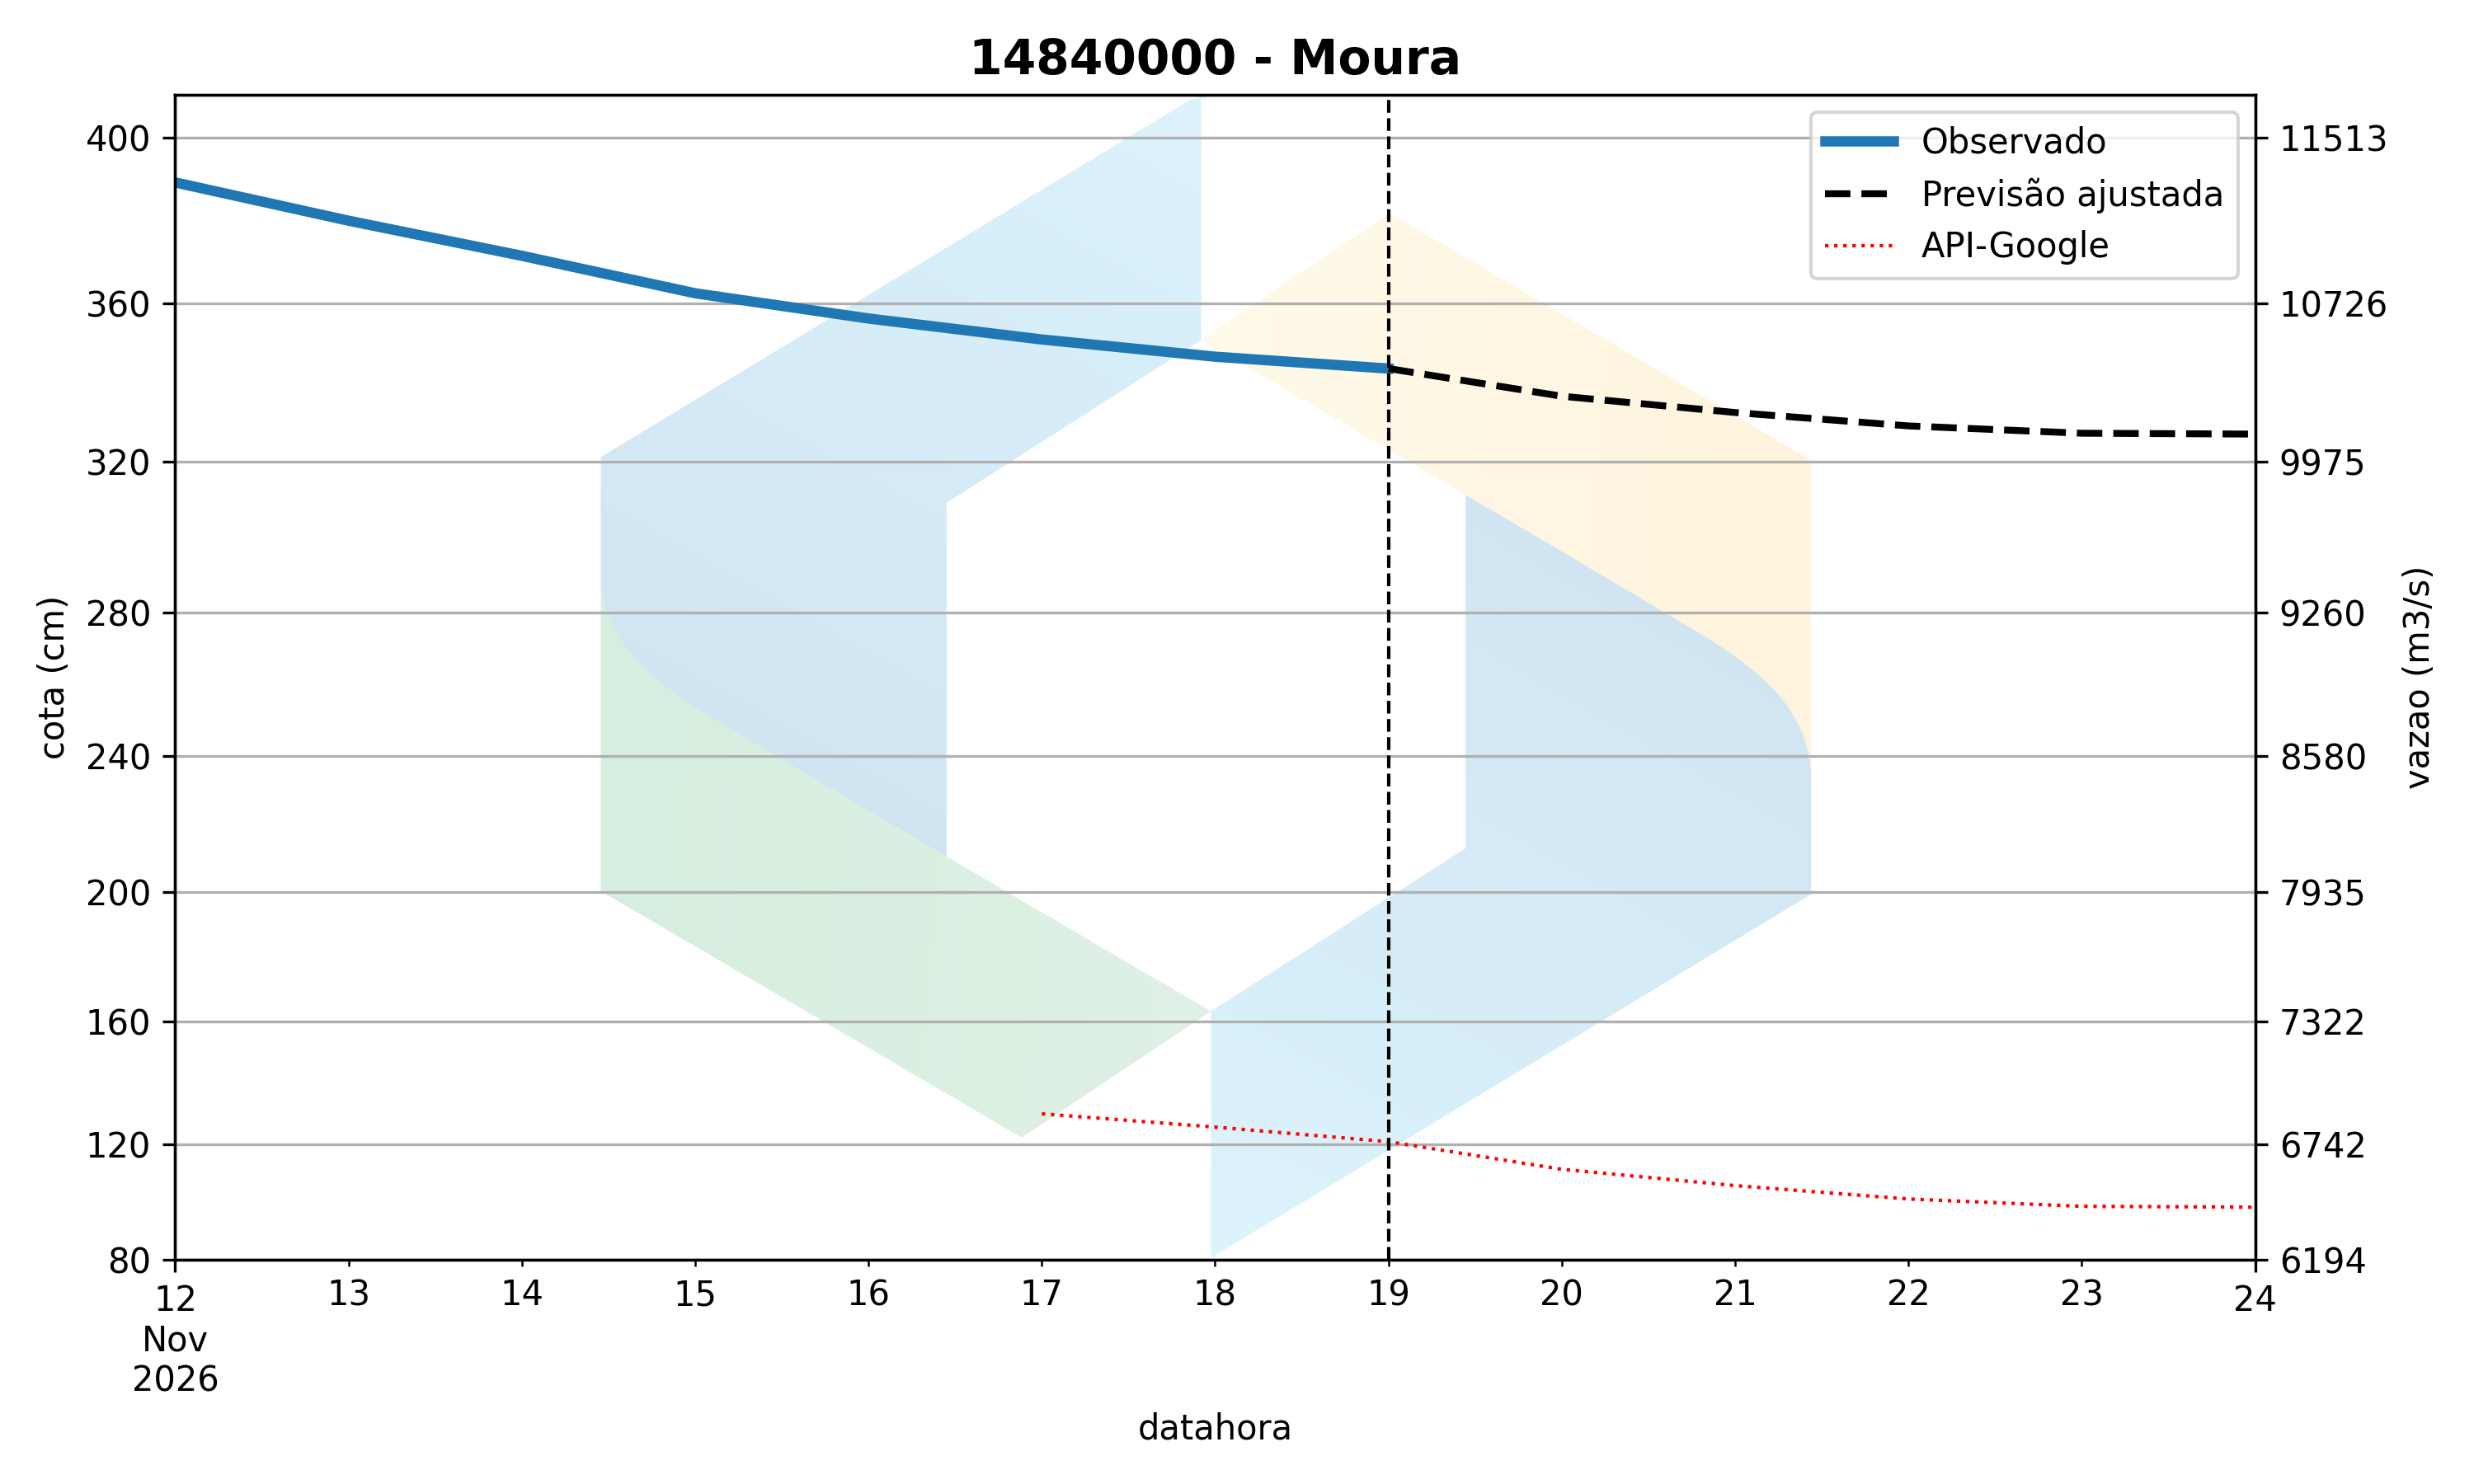 14840000 - Moura
Observado
Previsão ajustada
API-Google
400
360
320
280
240
200
160
120
80
cota (cm)
11513
10726
9975
9260
8580
7935
7322
6742
6194
vazao (m3/s)
12 13 14 15 16 17 18 19 20 21 22 23 24
Nov
2026
datahora